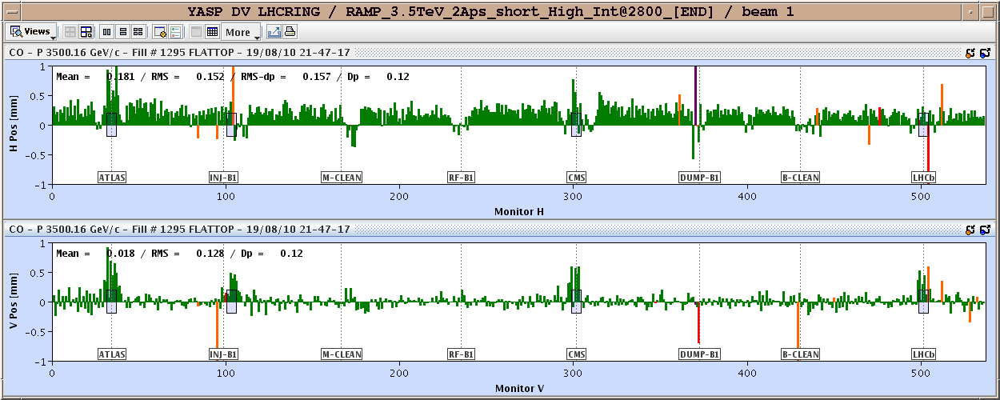 YASP DV LHCRING / RAMP_3.5TeV_2Aps_short_High_Int@2800_[END] / beam 1
Views More
CO - P 3500.16 GeV/c - Fill # 1295 FLATTOP - 19/08/10 21-47-17
Mean = 0.181 / RMS = 0.152 / RMS-dp = 0.157 / Dp = 0.12
H Pos [mm]
1
0.5
0
-0.5
-1
ATLAS INJ-B1 M-CLEAN RF-B1 CMS DUMP-B1 B-CLEAN LHCb
0 100 200 300 400 500
Monitor H
CO - P 3500.16 GeV/c - Fill # 1295 FLATTOP - 19/08/10 21-47-17
Mean = 0.018 / RMS = 0.128 / Dp = 0.12
V Pos [mm]
1
0.5
0
-0.5
-1
ATLAS INJ-B1 M-CLEAN RF-B1 CMS DUMP-B1 B-CLEAN LHCb
0 100 200 300 400 500
Monitor V